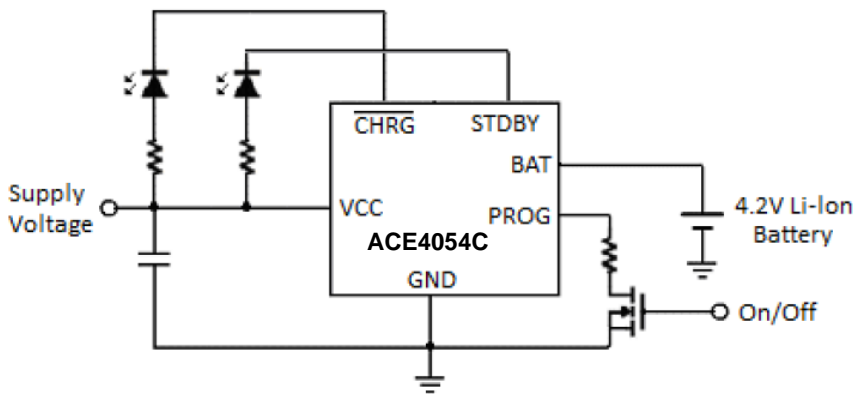 CHRG
STDBY
BAT
Supply
Voltage
VCC
PROG
4.2V Li-Ion
Battery
ACE4054C
GND
On/Off